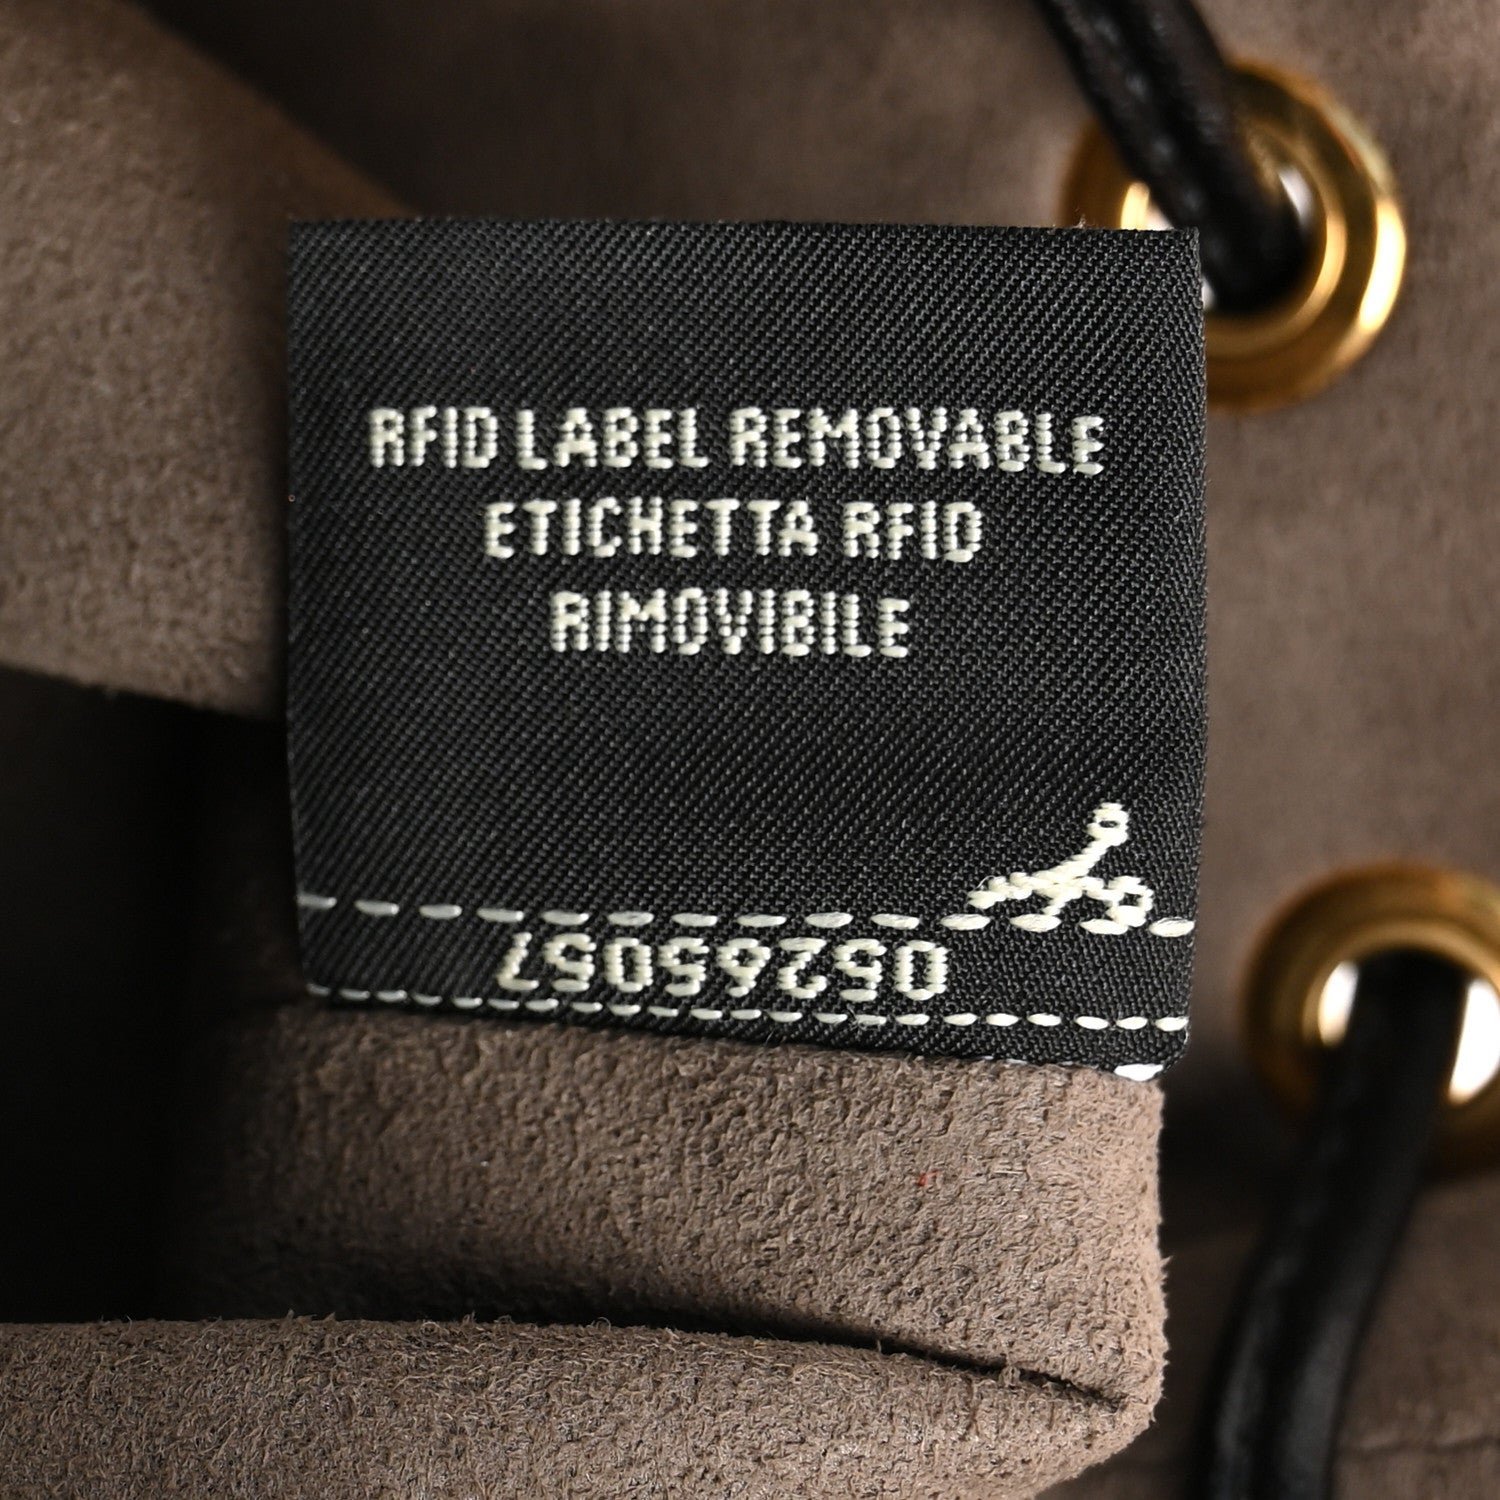 RFID LABEL REMOVABLE
ETICHETTA RFID
RIMOVIBILE
05265057